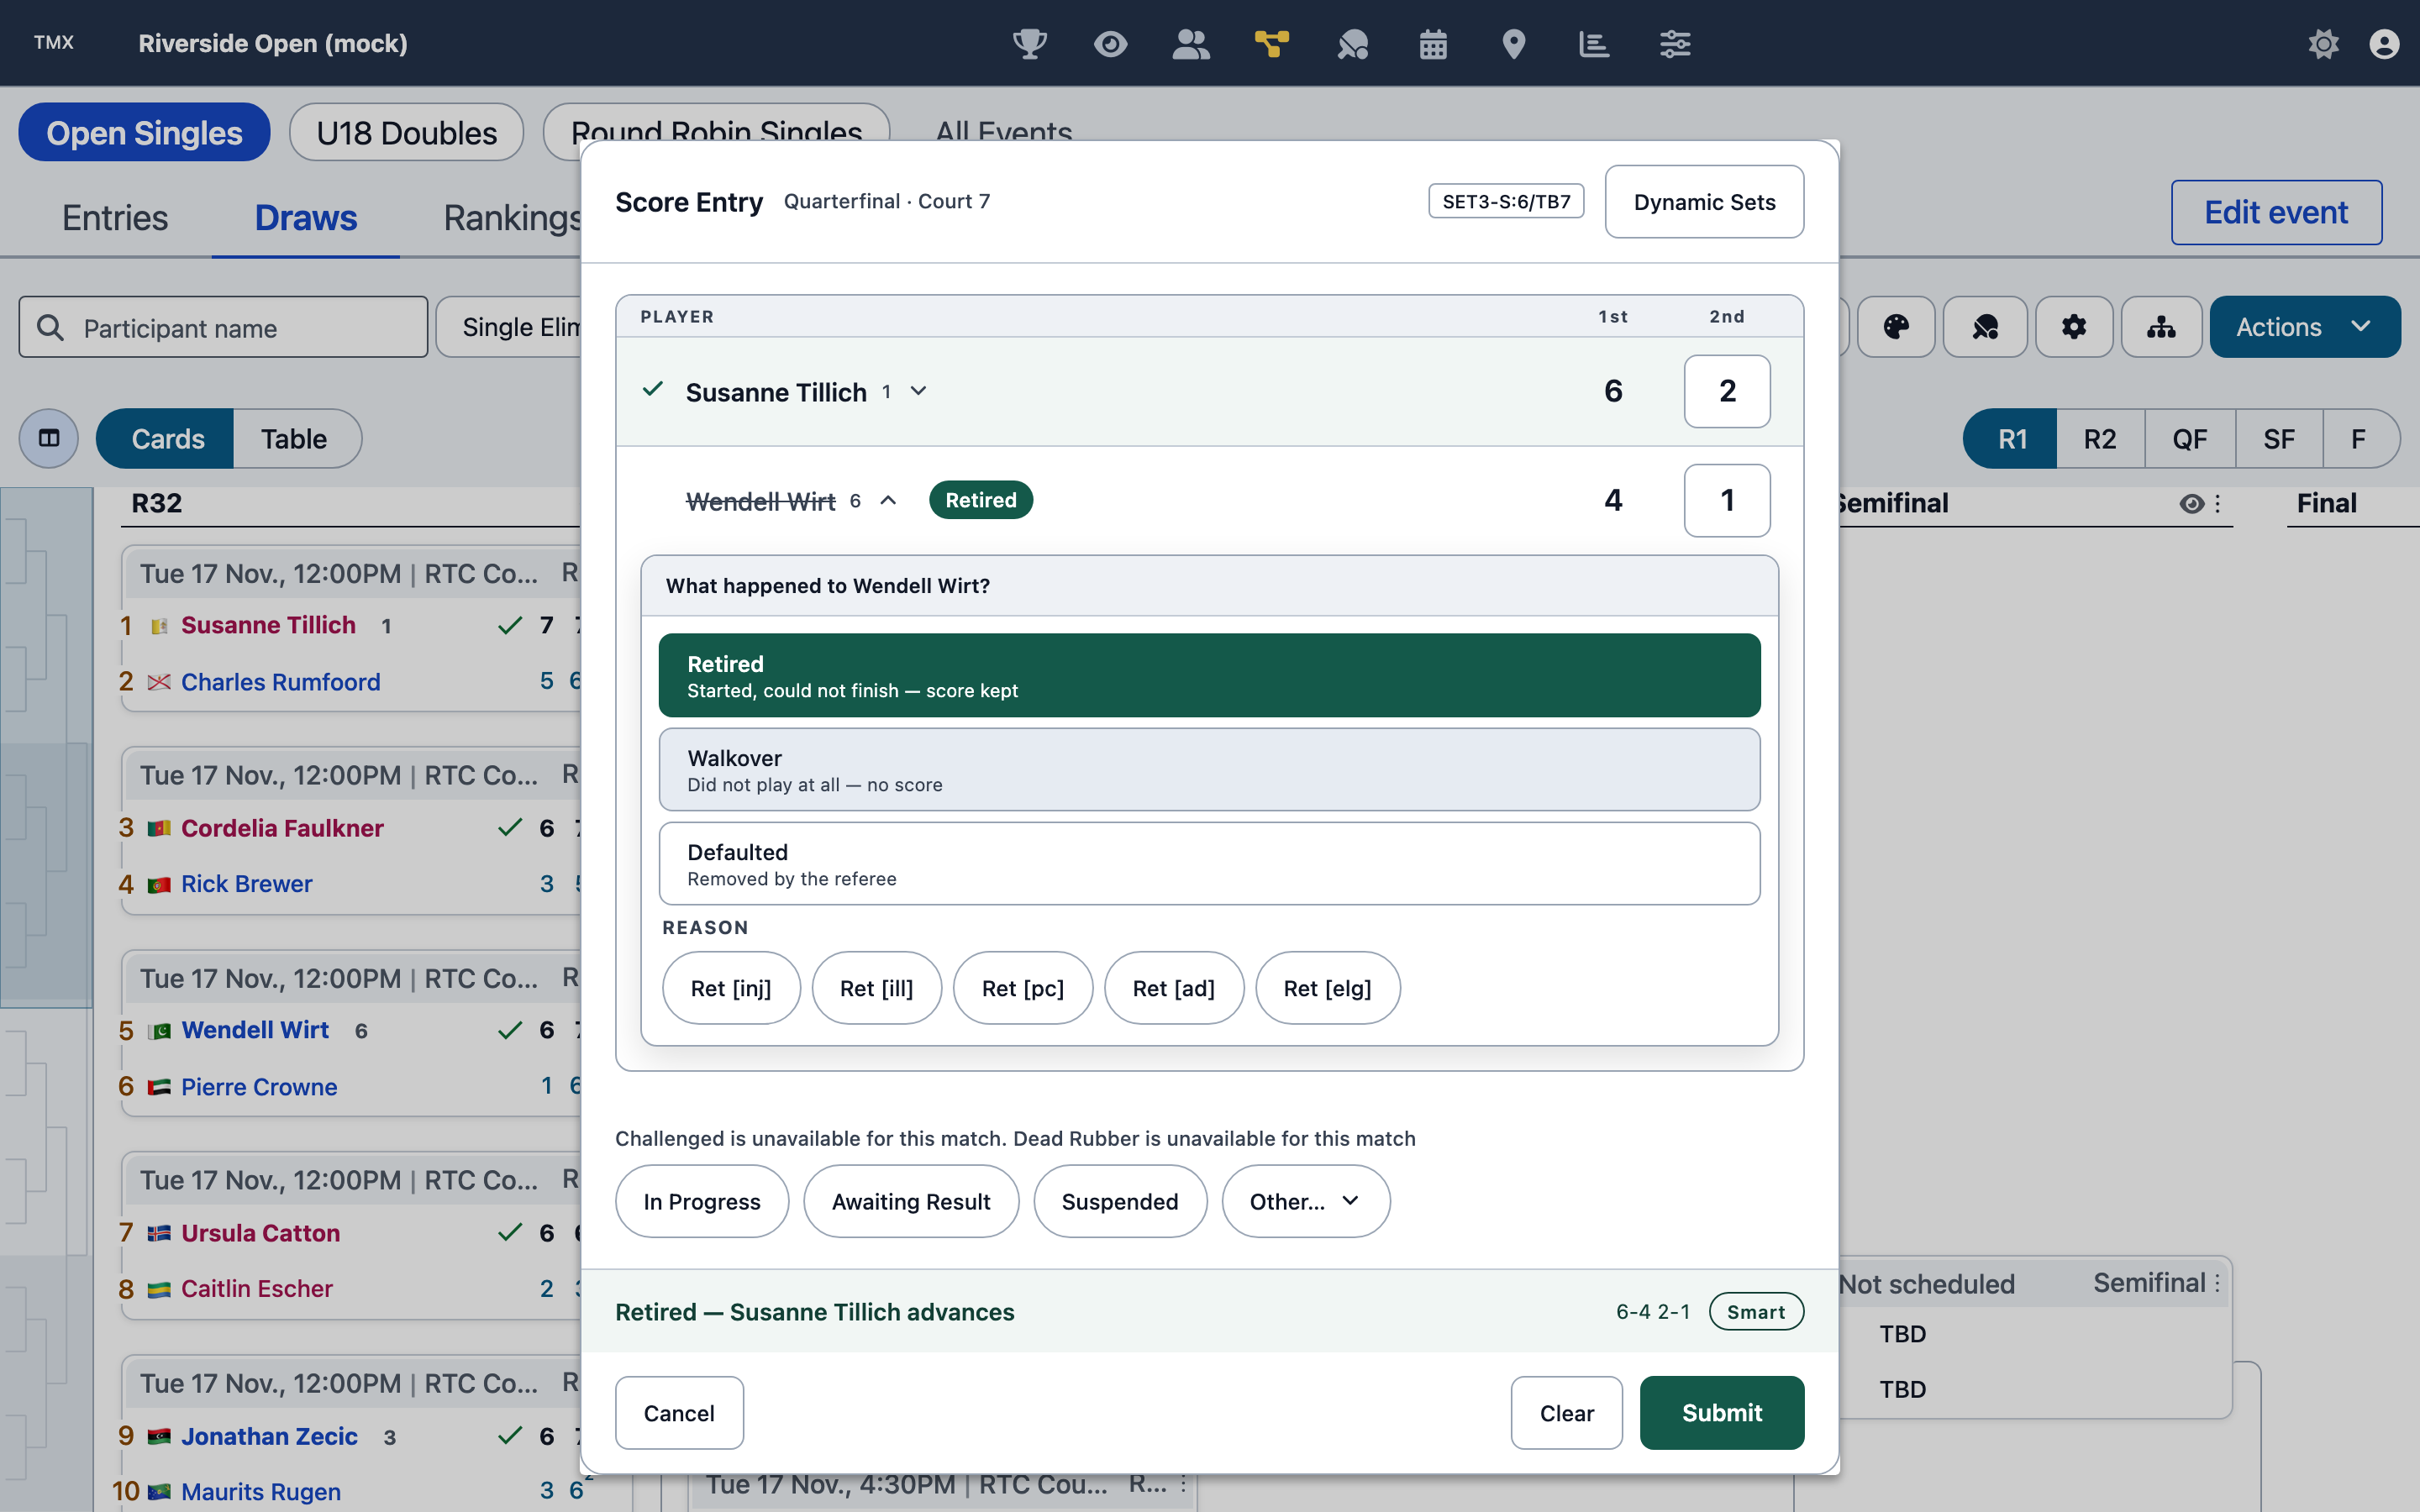 TMX Riverside Open (mock)
Open Singles U18 Doubles Round Robin Singles All Events
Entries Draws Rankings Edit event
Participant name Single Elim Actions
Cards Table R1 R2 QF SF F
R32 Semifinal Final
Tue 17 Nov., 12:00PM | RTC Co... R
1 Susanne Tillich 1 7 7
2 Charles Rumfoord 5 6
Tue 17 Nov., 12:00PM | RTC Co... R
3 Cordelia Faulkner 6 7
4 Rick Brewer 3 5
Tue 17 Nov., 12:00PM | RTC Co... R
5 Wendell Wirt 6 6 7
6 Pierre Crowne 1 6
Tue 17 Nov., 12:00PM | RTC Co... R
7 Ursula Catton 6 6
8 Caitlin Escher 2
Tue 17 Nov., 12:00PM | RTC Co... R
9 Jonathan Zecic 3 6 7
10 Maurits Rugen 3 6 2
Score Entry Quarterfinal · Court 7 SET3-S:6/TB7 Dynamic Sets
PLAYER 1st 2nd
Susanne Tillich 1 6 2
Wendell Wirt 6 Retired 4 1
What happened to Wendell Wirt?
Retired
Started, could not finish — score kept
Walkover
Did not play at all — no score
Defaulted
Removed by the referee
REASON
Ret [inj] Ret [ill] Ret [pc] Ret [ad] Ret [elg]
Challenged is unavailable for this match. Dead Rubber is unavailable for this match
In Progress Awaiting Result Suspended Other...
Retired — Susanne Tillich advances 6-4 2-1 Smart
Cancel Clear Submit
Not scheduled Semifinal
TBD
TBD
Tue 17 Nov., 4:30PM | RTC Cou... R...